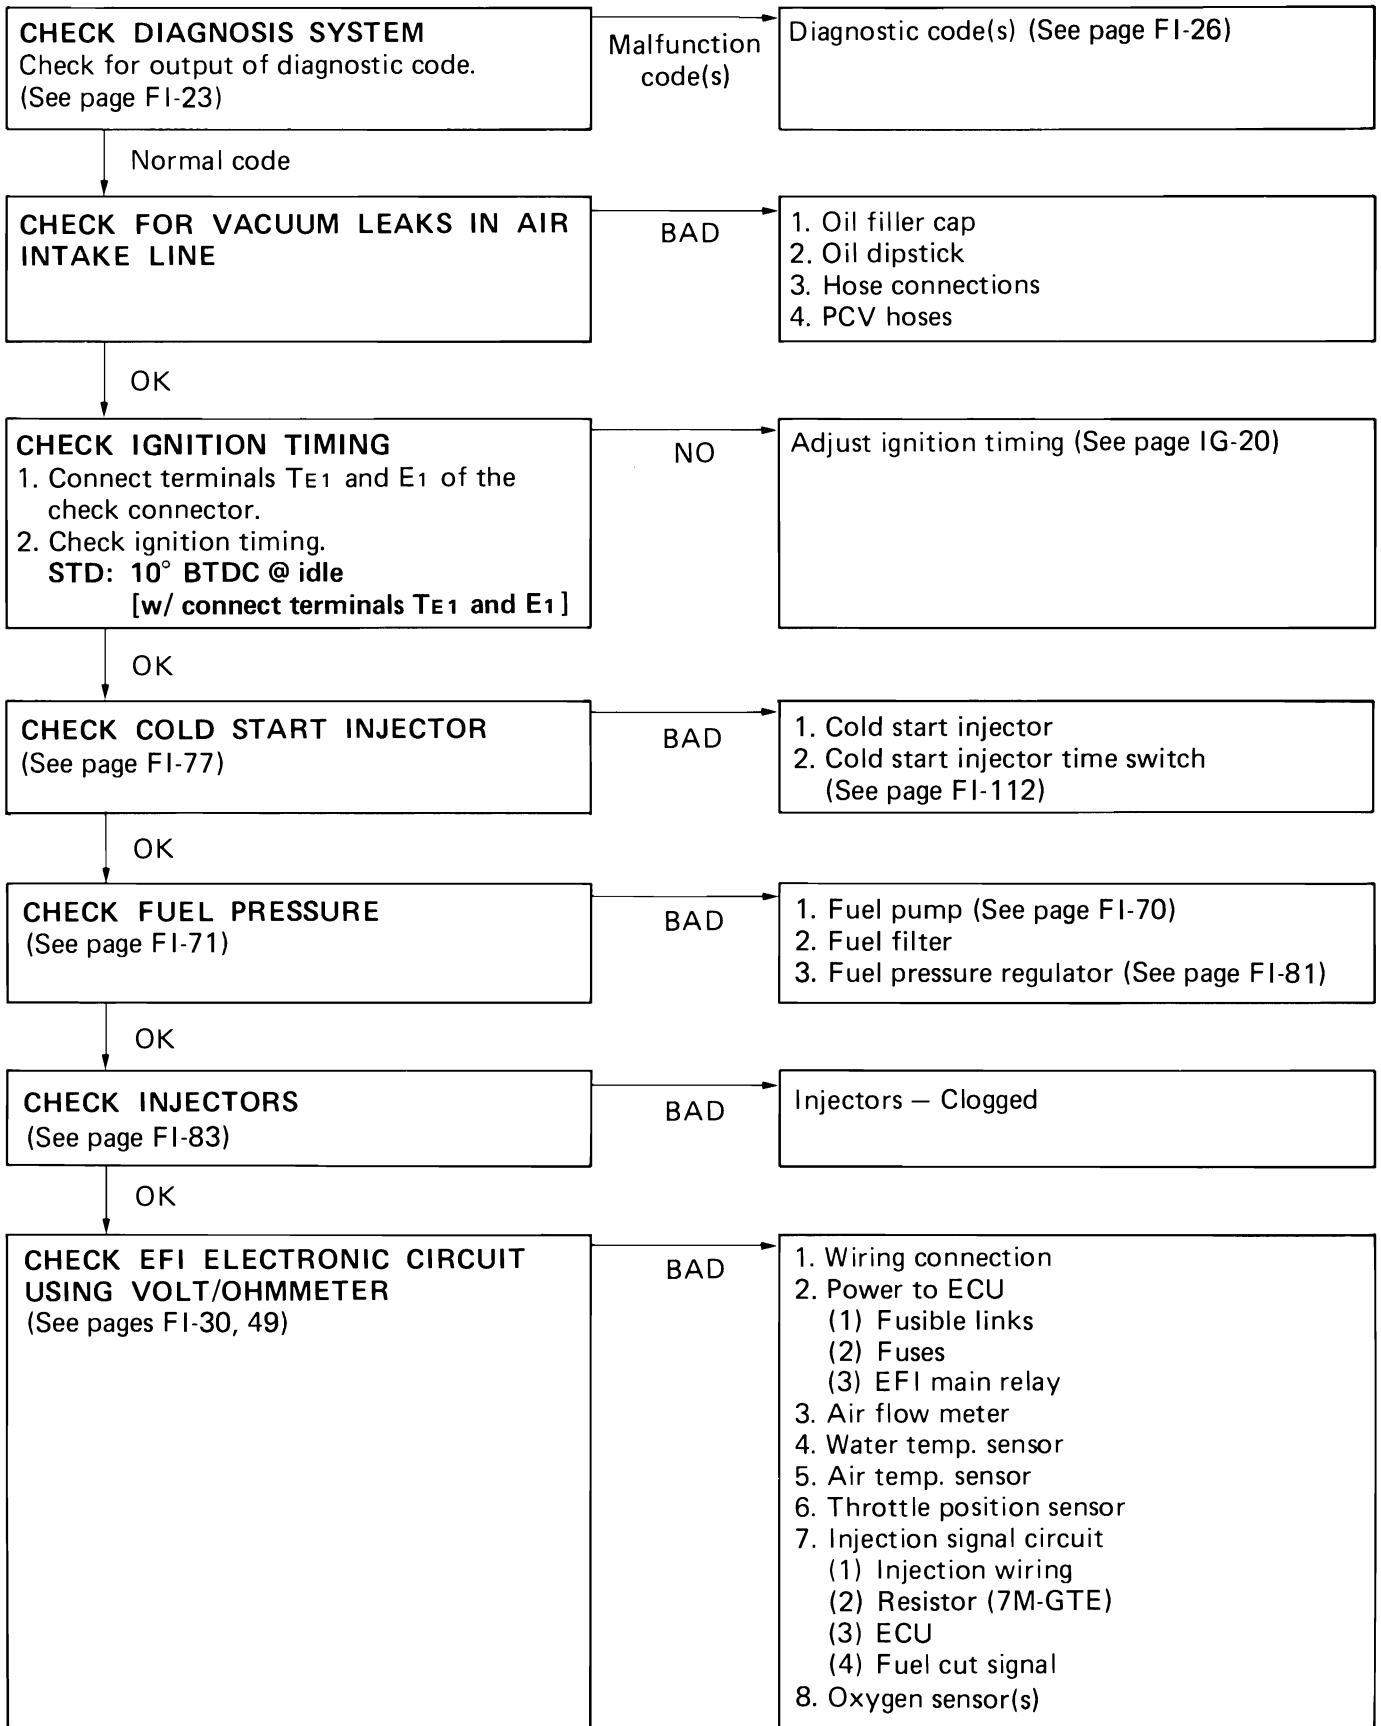 CHECK DIAGNOSIS SYSTEM
Check for output of diagnostic code.
(See page FI-23)
Malfunction
code(s)
Diagnostic code(s) (See page FI-26)
Normal code
CHECK FOR VACUUM LEAKS IN AIR
INTAKE LINE
BAD
1. Oil filler cap
2. Oil dipstick
3. Hose connections
4. PCV hoses
OK
CHECK IGNITION TIMING
1. Connect terminals TE1 and E1 of the
check connector.
2. Check ignition timing.
STD: 10° BTDC @ idle
[w/ connect terminals TE1 and E1]
NO
Adjust ignition timing (See page IG-20)
OK
CHECK COLD START INJECTOR
(See page FI-77)
BAD
1. Cold start injector
2. Cold start injector time switch
(See page FI-112)
OK
CHECK FUEL PRESSURE
(See page FI-71)
BAD
1. Fuel pump (See page FI-70)
2. Fuel filter
3. Fuel pressure regulator (See page FI-81)
OK
CHECK INJECTORS
(See page FI-83)
BAD
Injectors — Clogged
OK
CHECK EFI ELECTRONIC CIRCUIT
USING VOLT/OHMMETER
(See pages FI-30, 49)
BAD
1. Wiring connection
2. Power to ECU
(1) Fusible links
(2) Fuses
(3) EFI main relay
3. Air flow meter
4. Water temp. sensor
5. Air temp. sensor
6. Throttle position sensor
7. Injection signal circuit
(1) Injection wiring
(2) Resistor (7M-GTE)
(3) ECU
(4) Fuel cut signal
8. Oxygen sensor(s)